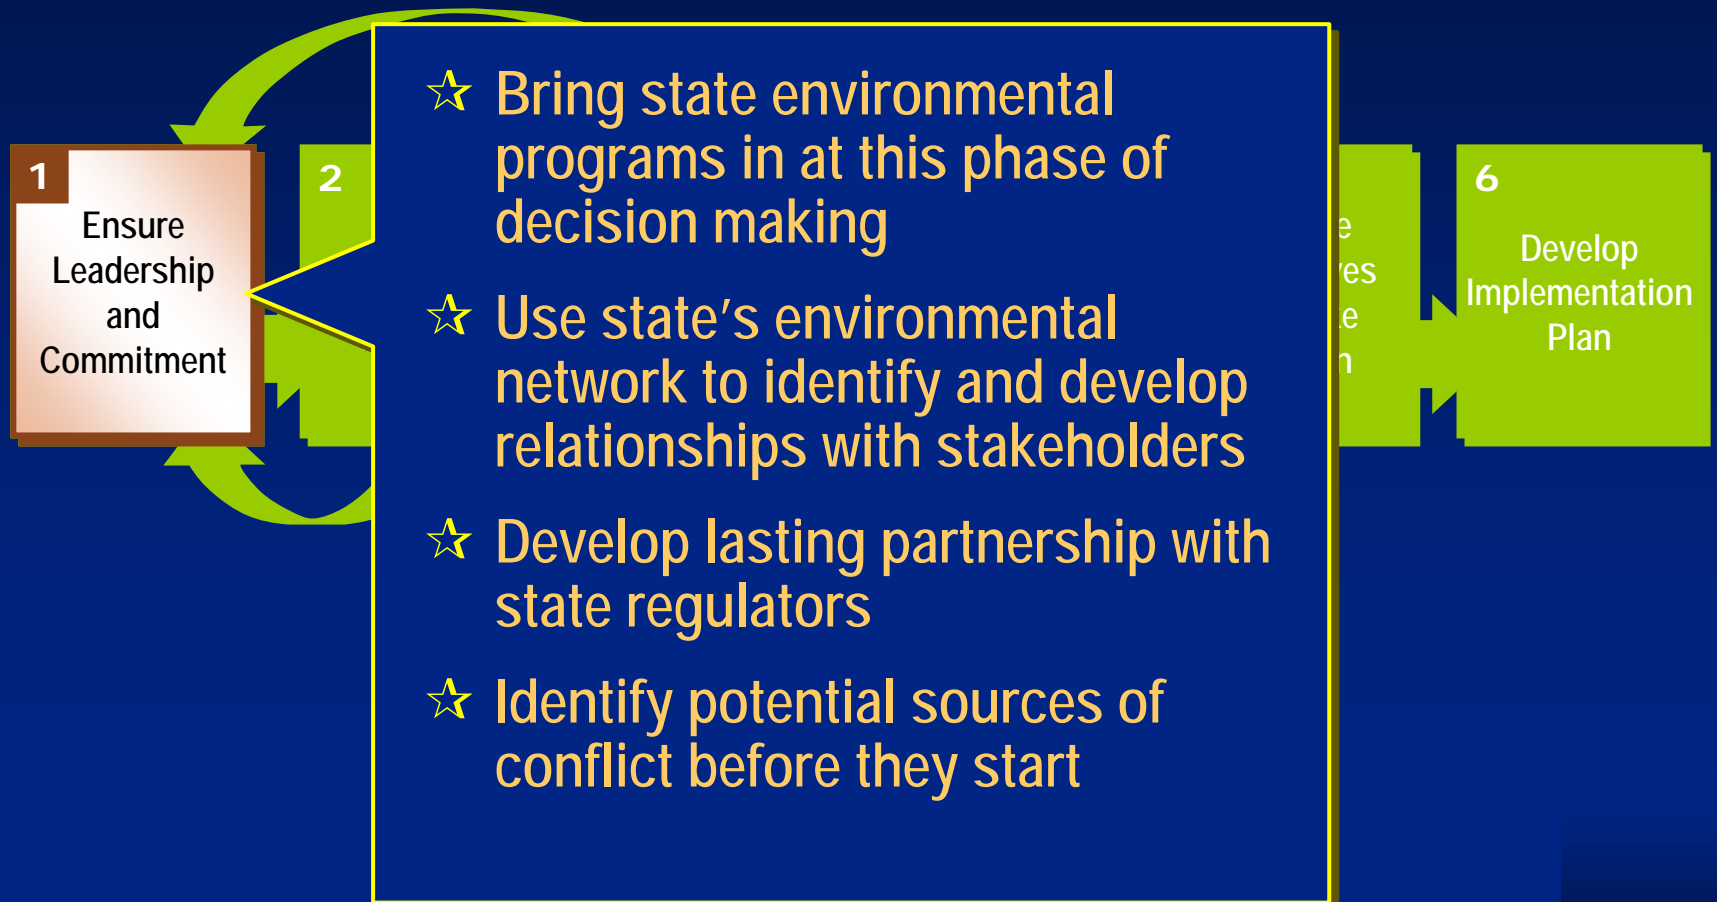 1
Ensure
Leadership
and
Commitment
2
Bring state environmental
programs in at this phase of
decision making
Use state's environmental
network to identify and develop
relationships with stakeholders
Develop lasting partnership with
state regulators
Identify potential sources of
conflict before they start
6
Develop
Implementation
Plan